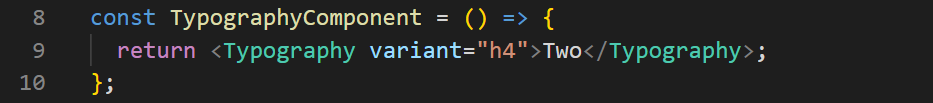 8 const TypographyComponent = () => {
9 return <Typography variant="h4">Two</Typography>;
10 };